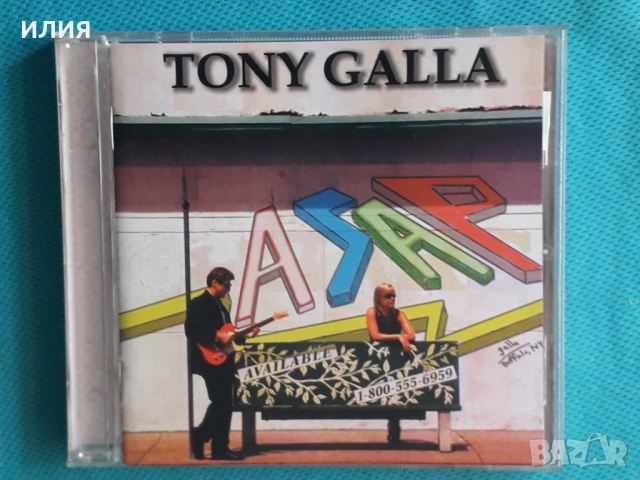 илия
TONY GALLA
ASAP
galla
Buffalo, NY
AVAILABLE
1-800-555-6959
BAZAR